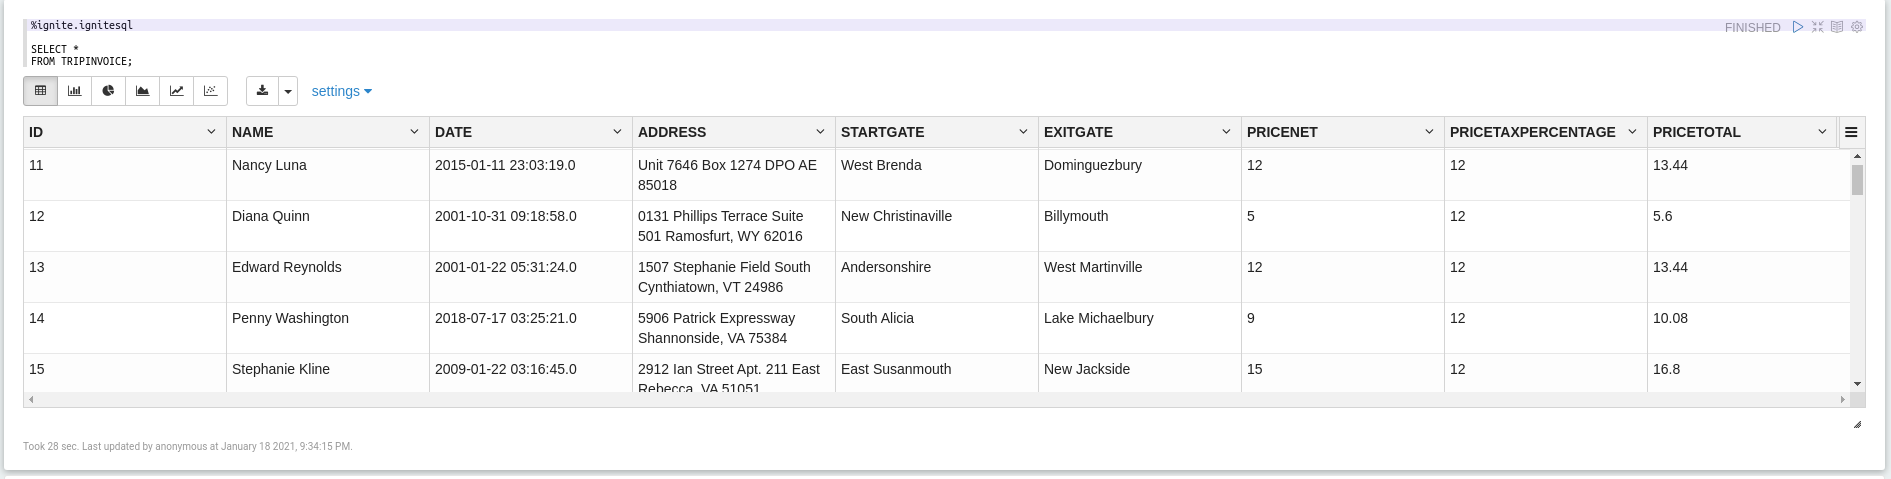 %ignite.ignitesql
FINISHED
SELECT *
FROM TRIPINVOICE;
settings
ID NAME DATE ADDRESS STARTGATE EXITGATE PRICENET PRICETAXPERCENTAGE PRICETOTAL
11 Nancy Luna 2015-01-11 23:03:19.0 Unit 7646 Box 1274 DPO AE West Brenda Dominguezbury 12 12 13.44
85018
12 Diana Quinn 2001-10-31 09:18:58.0 0131 Phillips Terrace Suite New Christinaville Billymouth 5 12 5.6
501 Ramosfurt, WY 62016
13 Edward Reynolds 2001-01-22 05:31:24.0 1507 Stephanie Field South Andersonshire West Martinville 12 12 13.44
Cynthiatown, VT 24986
14 Penny Washington 2018-07-17 03:25:21.0 5906 Patrick Expressway South Alicia Lake Michaelbury 9 12 10.08
Shannonside, VA 75384
15 Stephanie Kline 2009-01-22 03:16:45.0 2912 Ian Street Apt. 211 East East Susanmouth New Jackside 15 12 16.8
Rebecca, VA 51051
Took 28 sec. Last updated by anonymous at January 18 2021, 9:34:15 PM.